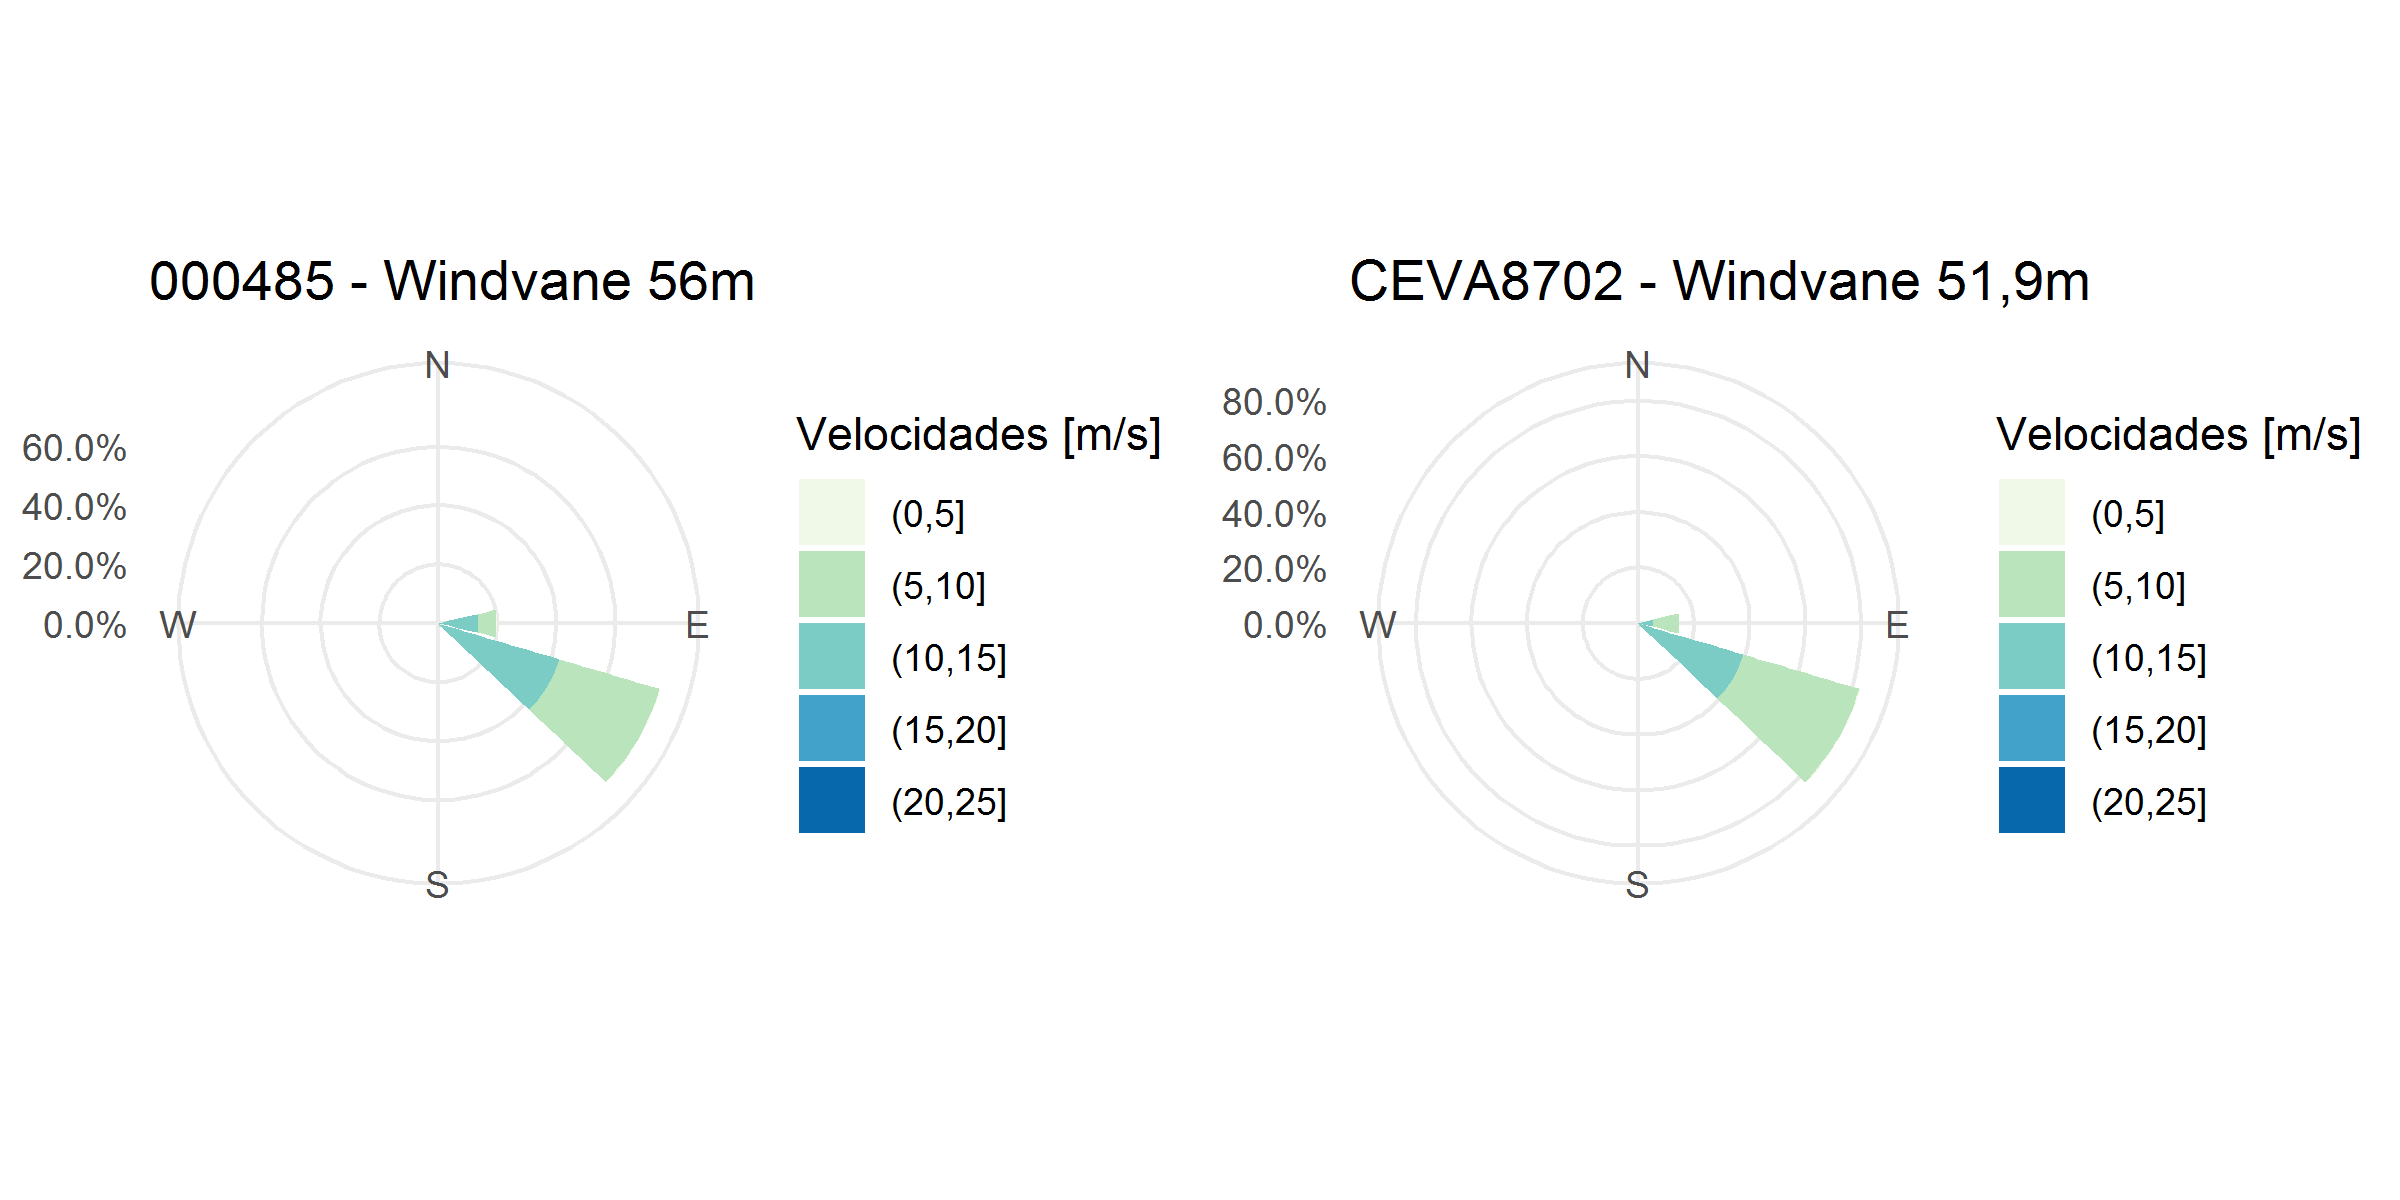 000485 - Windvane 56m
N
60.0%
40.0%
20.0%
0.0%
W
E
S
Velocidades [m/s]
(0,5]
(5,10]
(10,15]
(15,20]
(20,25]
CEVA8702 - Windvane 51,9m
N
80.0%
60.0%
40.0%
20.0%
0.0%
W
E
S
Velocidades [m/s]
(0,5]
(5,10]
(10,15]
(15,20]
(20,25]